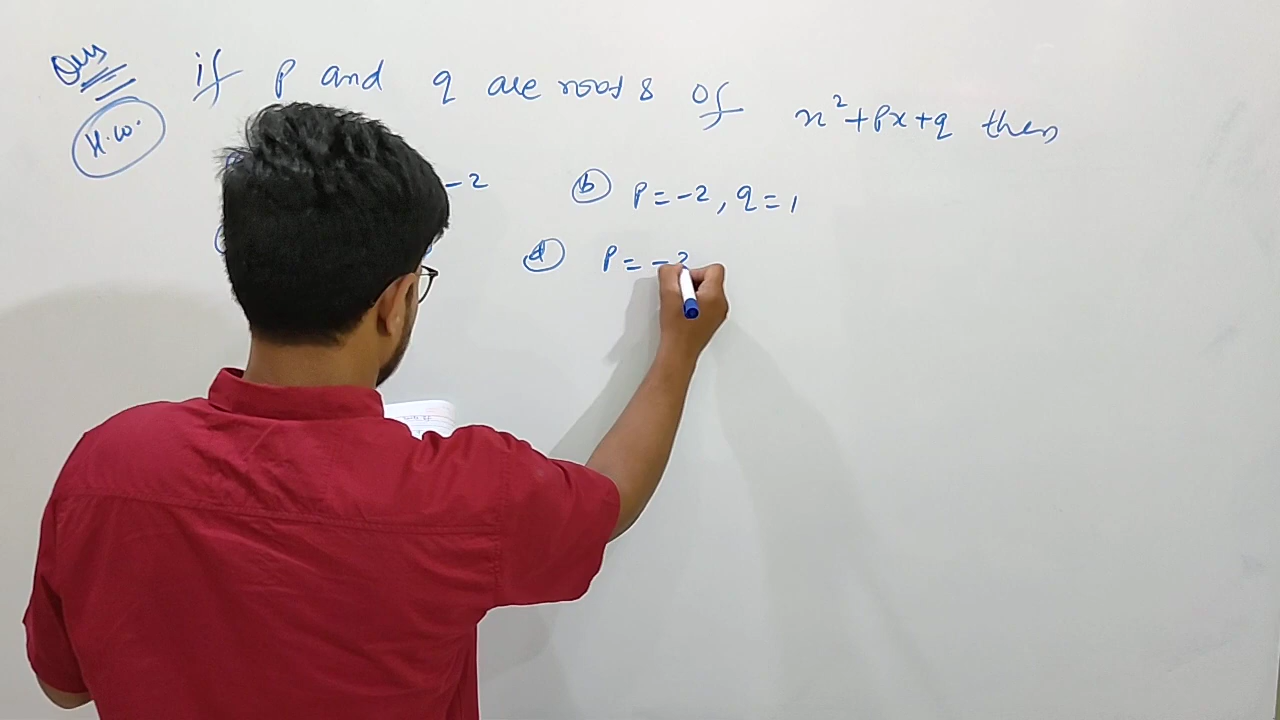 Ques if p and q are roots of x²+px+q then
H.W.
-2 (b) p=-2, q=1
(d) p=-2